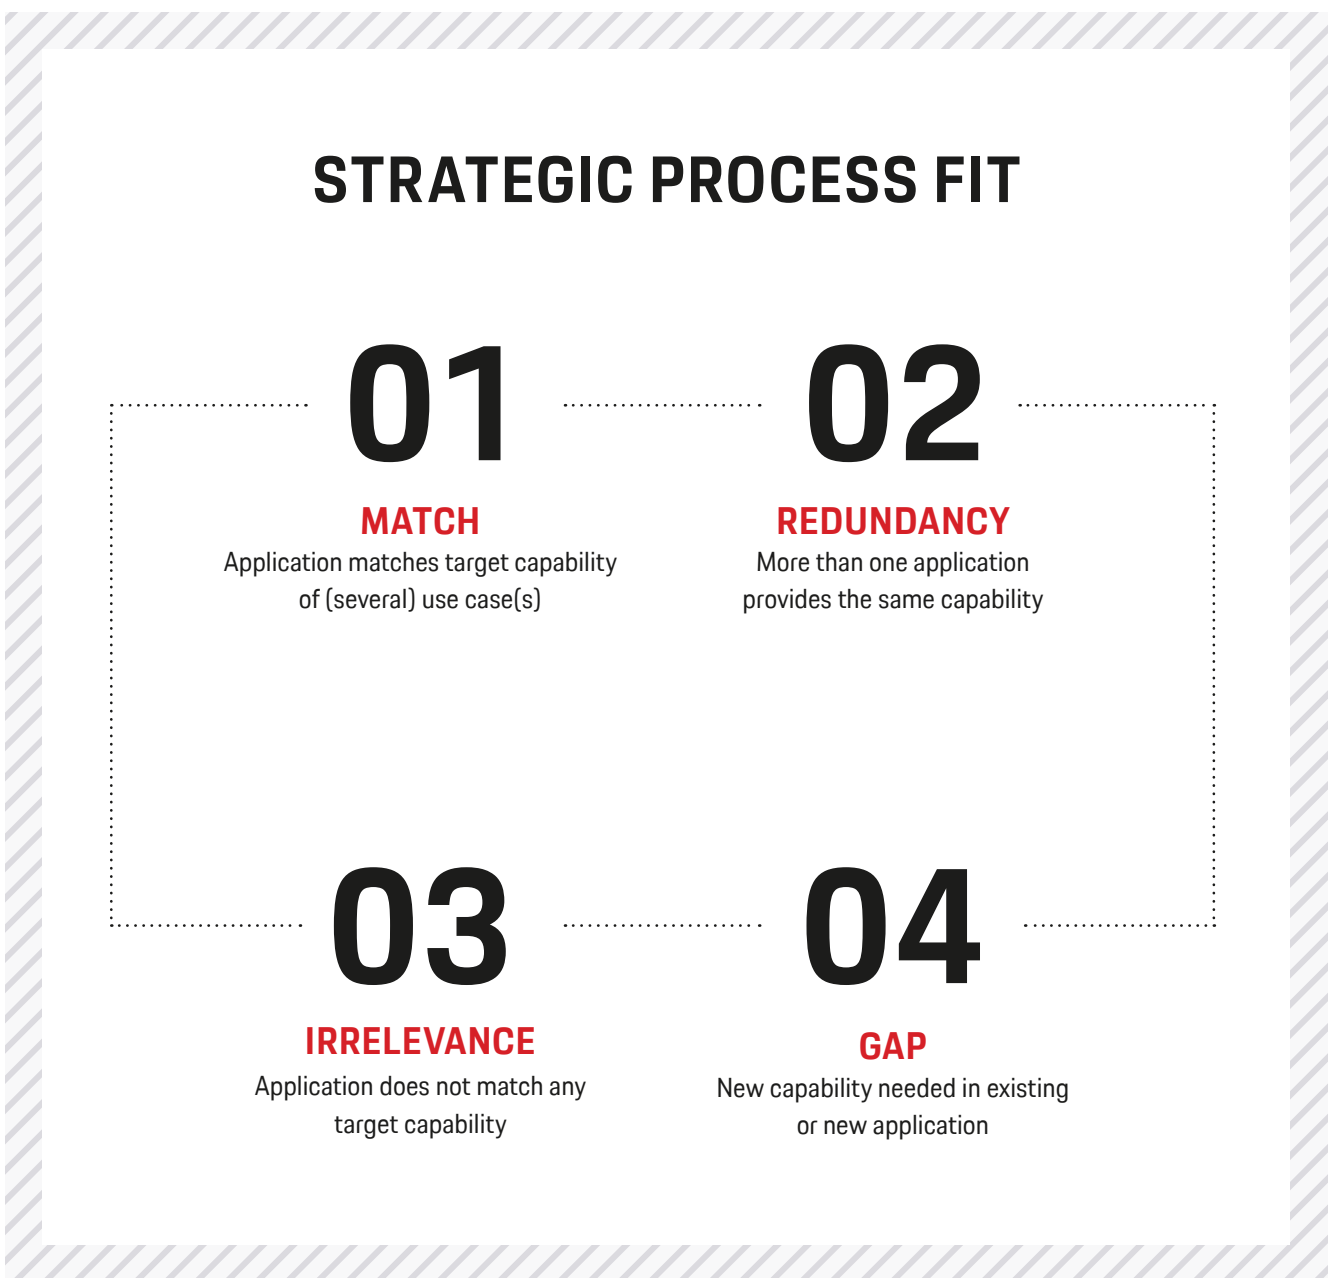 STRATEGIC PROCESS FIT
01
MATCH
Application matches target capability
of (several) use case(s)
02
REDUNDANCY
More than one application
provides the same capability
03
IRRELEVANCE
Application does not match any
target capability
04
GAP
New capability needed in existing
or new application